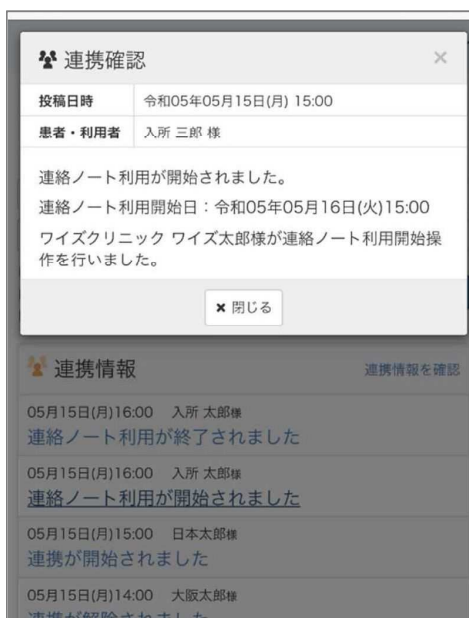 連携確認
×
投稿日時 令和05年05月15日(月) 15:00
患者・利用者 入所 三郎 様
連絡ノート利用が開始されました。
連絡ノート利用開始日：令和05年05月16日(火)15:00
ワイズクリニック ワイズ太郎様が連絡ノート利用開始操
作を行いました。
✖ 閉じる
連携情報 連携情報を確認
05月15日(月)16:00 入所 太郎様
連絡ノート利用が終了されました
05月15日(月)16:00 入所 太郎様
連絡ノート利用が開始されました
05月15日(月)15:00 日本太郎様
連携が開始されました
05月15日(月)14:00 大阪太郎様
連携が解除されました